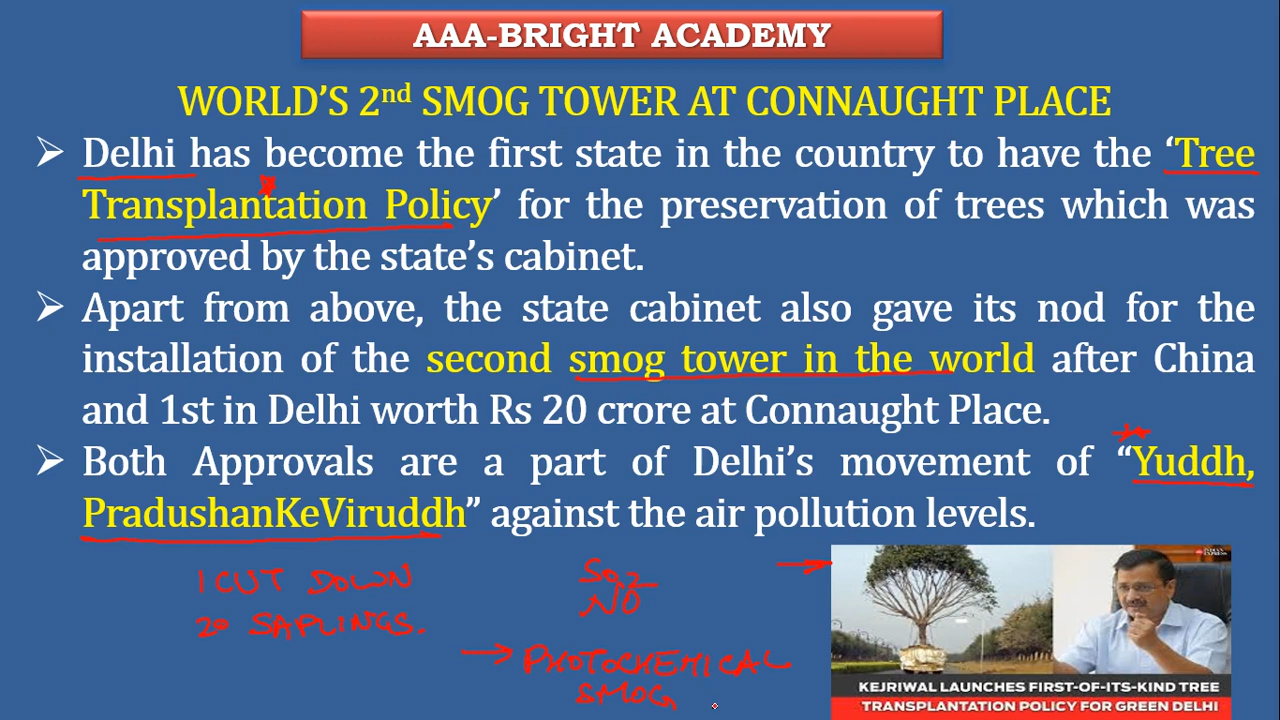 AAA-BRIGHT ACADEMY
WORLD'S 2nd SMOG TOWER AT CONNAUGHT PLACE
➢ Delhi has become the first state in the country to have the ‘Tree
Transplantation Policy’ for the preservation of trees which was
approved by the state’s cabinet.
➢ Apart from above, the state cabinet also gave its nod for the
installation of the second smog tower in the world after China
and 1st in Delhi worth Rs 20 crore at Connaught Place.
➢ Both Approvals are a part of Delhi’s movement of “Yuddh,
PradushanKeViruddh” against the air pollution levels.
1 CUT DOWN
20 SAPLINGS.
SO2
NO
→ PHOTOCHEMICAL
SMOG
INDIAN EXPRESS
KEJRIWAL LAUNCHES FIRST-OF-ITS-KIND TREE
TRANSPLANTATION POLICY FOR GREEN DELHI